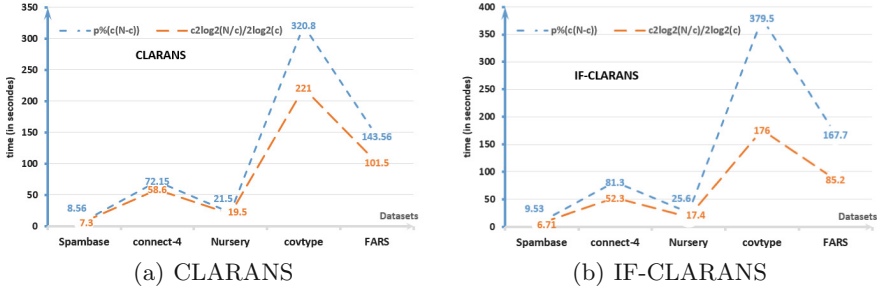 350
300
250
200
150
100
50
0
time (in secondes)
p%(c(N-c))
c2log2(N/c)/2log2(c)
CLARANS
8.56
7.3
72.15
58.6
21.5
19.5
320.8
221
143.56
101.5
Datasets
Spambase
connect-4
Nursery
covtype
FARS
(a) CLARANS
400
350
300
250
200
150
100
50
0
time (in secondes)
p%(c(N-c))
c2log2(N/c)/2log2(c)
IF-CLARANS
9.53
6.71
81.3
52.3
25.6
17.4
379.5
176
167.7
85.2
Datasets
Spambase
connect-4
Nursery
covtype
FARS
(b) IF-CLARANS